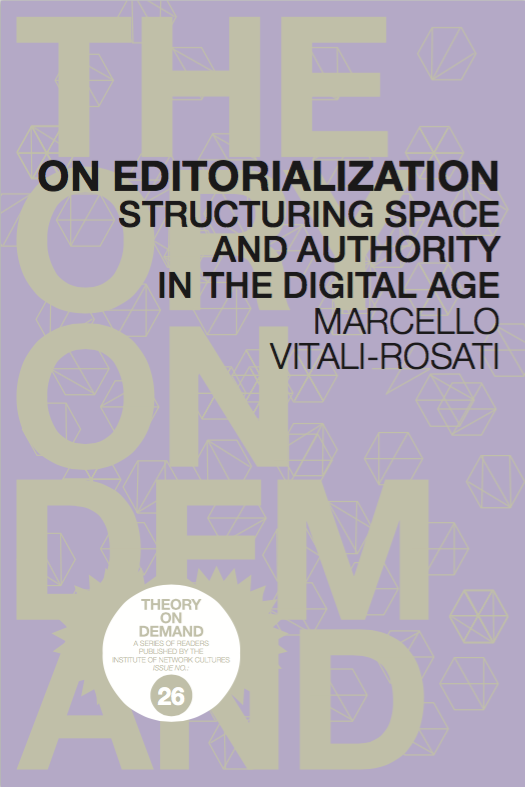 THE
OR
ON
DEM
AND
ON EDITORIALIZATION
STRUCTURING SPACE
AND AUTHORITY
IN THE DIGITAL AGE
MARCELLO
VITALI-ROSATI
THEORY
ON
DEMAND
A SERIES OF READERS
PUBLISHED BY THE
INSTITUTE OF NETWORK CULTURES
ISSUE NO.:
26